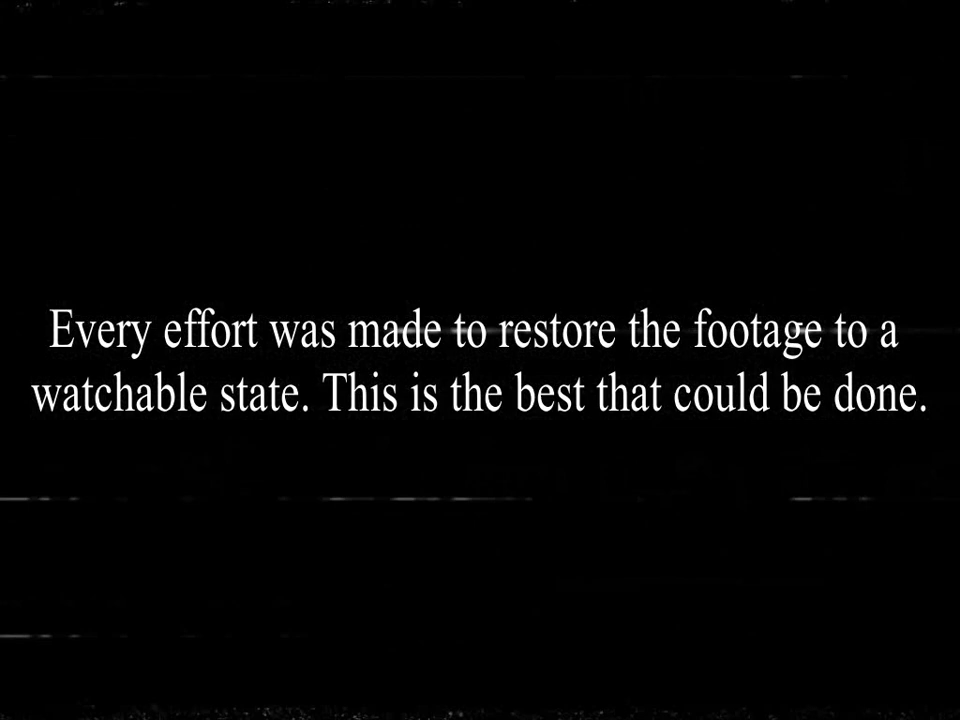 Every effort was made to restore the footage to a
watchable state. This is the best that could be done.